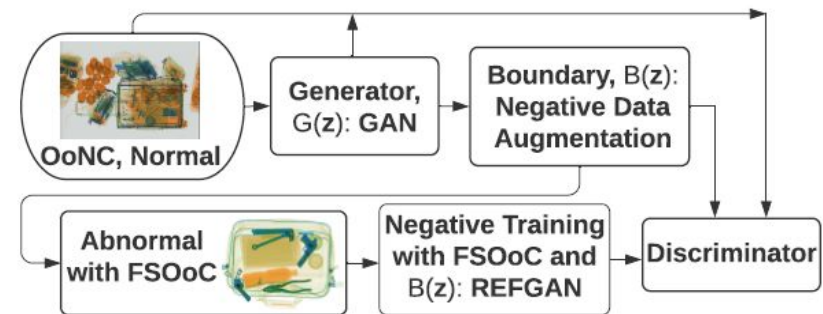 OoNC, Normal
Generator,
G(z): GAN
Boundary, B(z):
Negative Data
Augmentation
Abnormal
with FSOoC
Negative Training
with FSOoC and
B(z): REFGAN
Discriminator